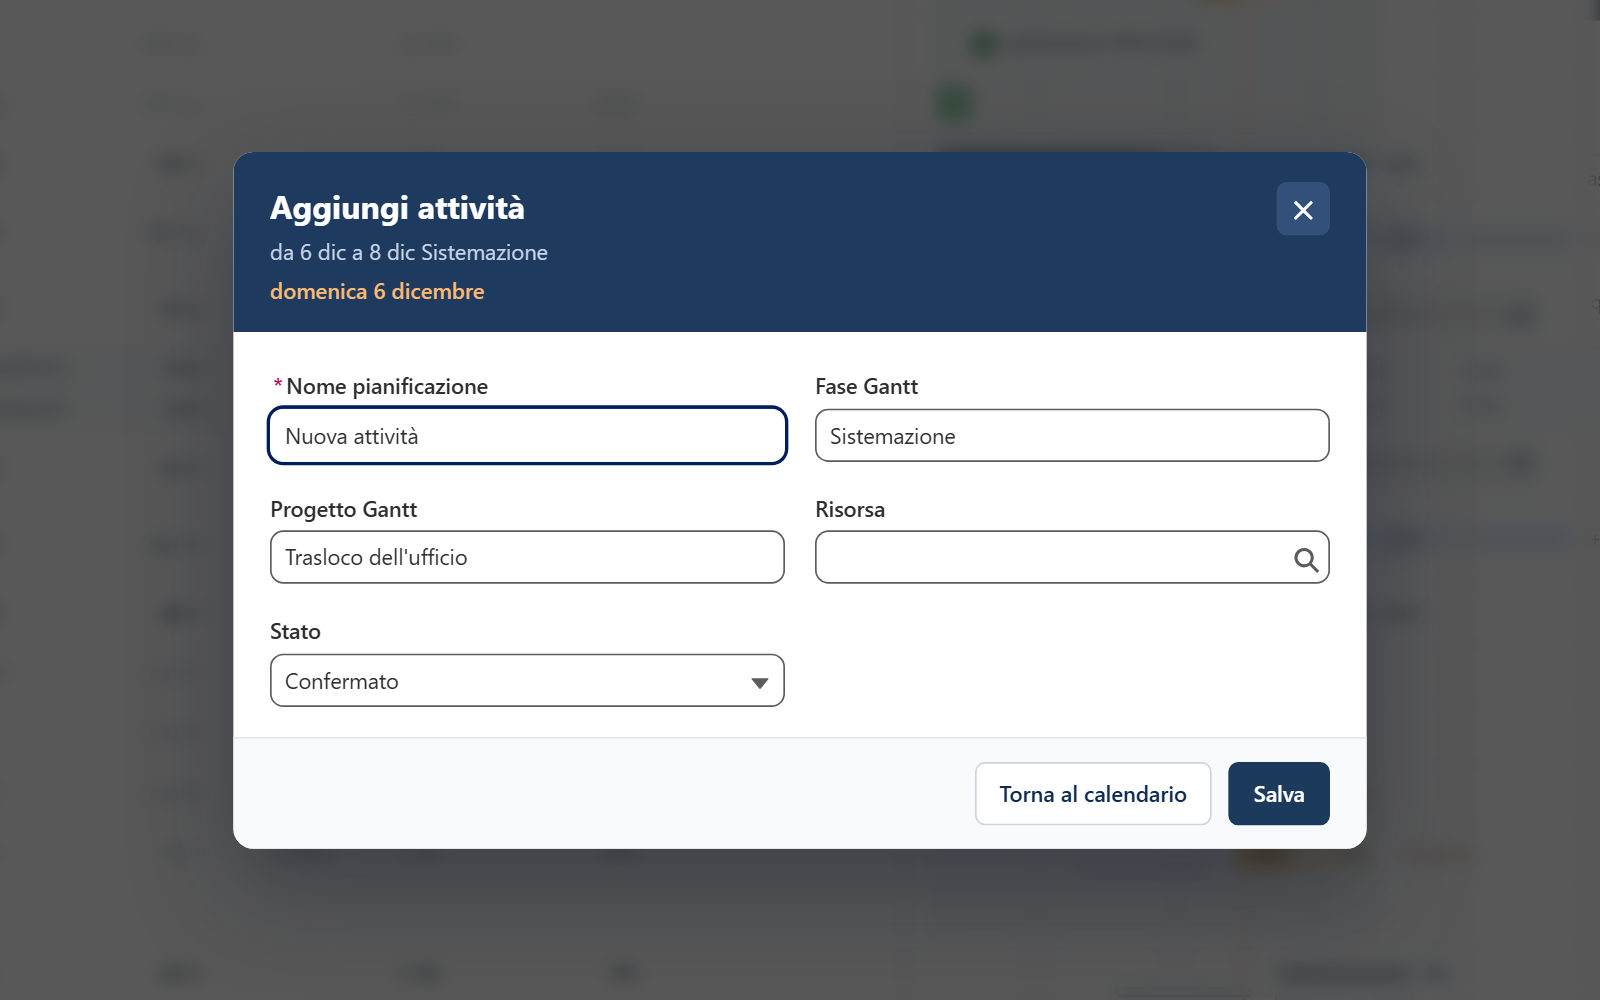 Aggiungi attività
da 6 dic a 8 dic Sistemazione
domenica 6 dicembre
*Nome pianificazione
Nuova attività
Fase Gantt
Sistemazione
Progetto Gantt
Trasloco dell'ufficio
Risorsa
Stato
Confermato
Torna al calendario
Salva